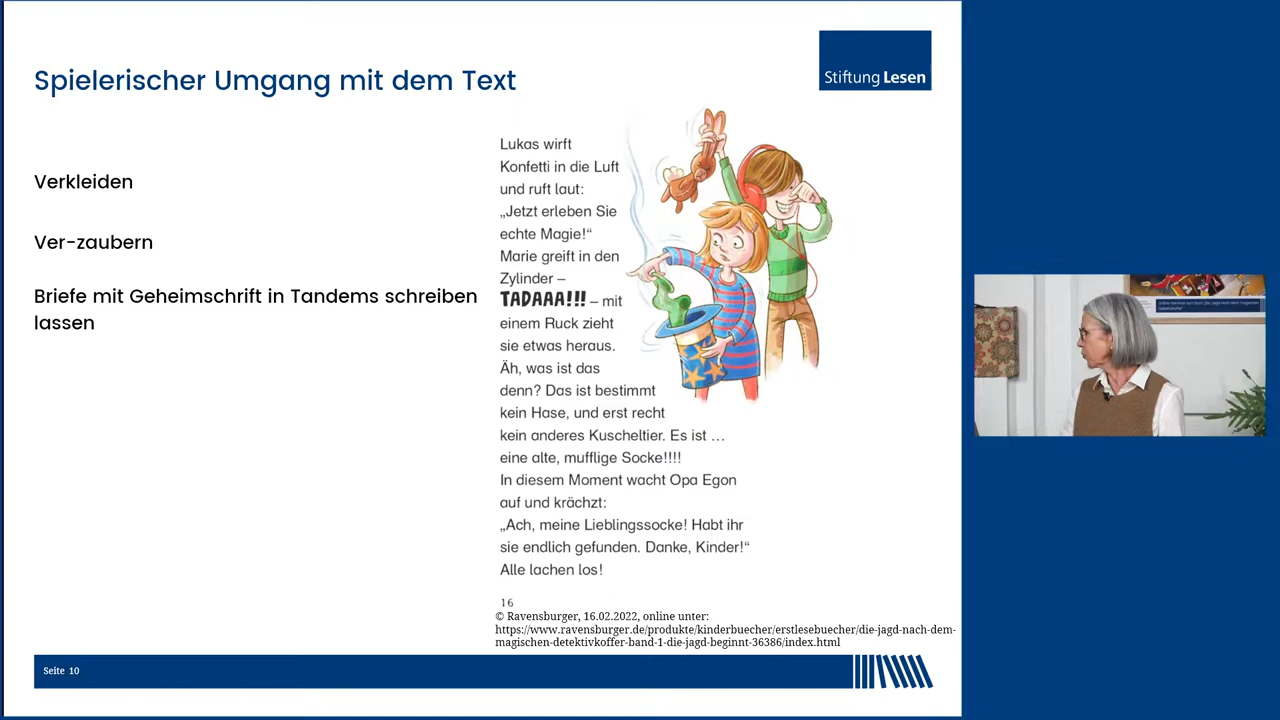 Spielerischer Umgang mit dem Text
Stiftung Lesen
Verkleiden
Ver-zaubern
Briefe mit Geheimschrift in Tandems schreiben
lassen
Lukas wirft
Konfetti in die Luft
und ruft laut:
„Jetzt erleben Sie
echte Magie!“
Marie greift in den
Zylinder –
TADAAA!!! – mit
einem Ruck zieht
sie etwas heraus.
Äh, was ist das
denn? Das ist bestimmt
kein Hase, und erst recht
kein anderes Kuscheltier. Es ist …
eine alte, mufflige Socke!!!!
In diesem Moment wacht Opa Egon
auf und krächzt:
„Ach, meine Lieblingssocke! Habt ihr
sie endlich gefunden. Danke, Kinder!“
Alle lachen los!
16
© Ravensburger, 16.02.2022, online unter:
https://www.ravensburger.de/produkte/kinderbuecher/erstlesebuecher/die-jagd-nach-dem-
magischen-detektivkoffer-band-1-die-jagd-beginnt-36386/index.html
Seite 10